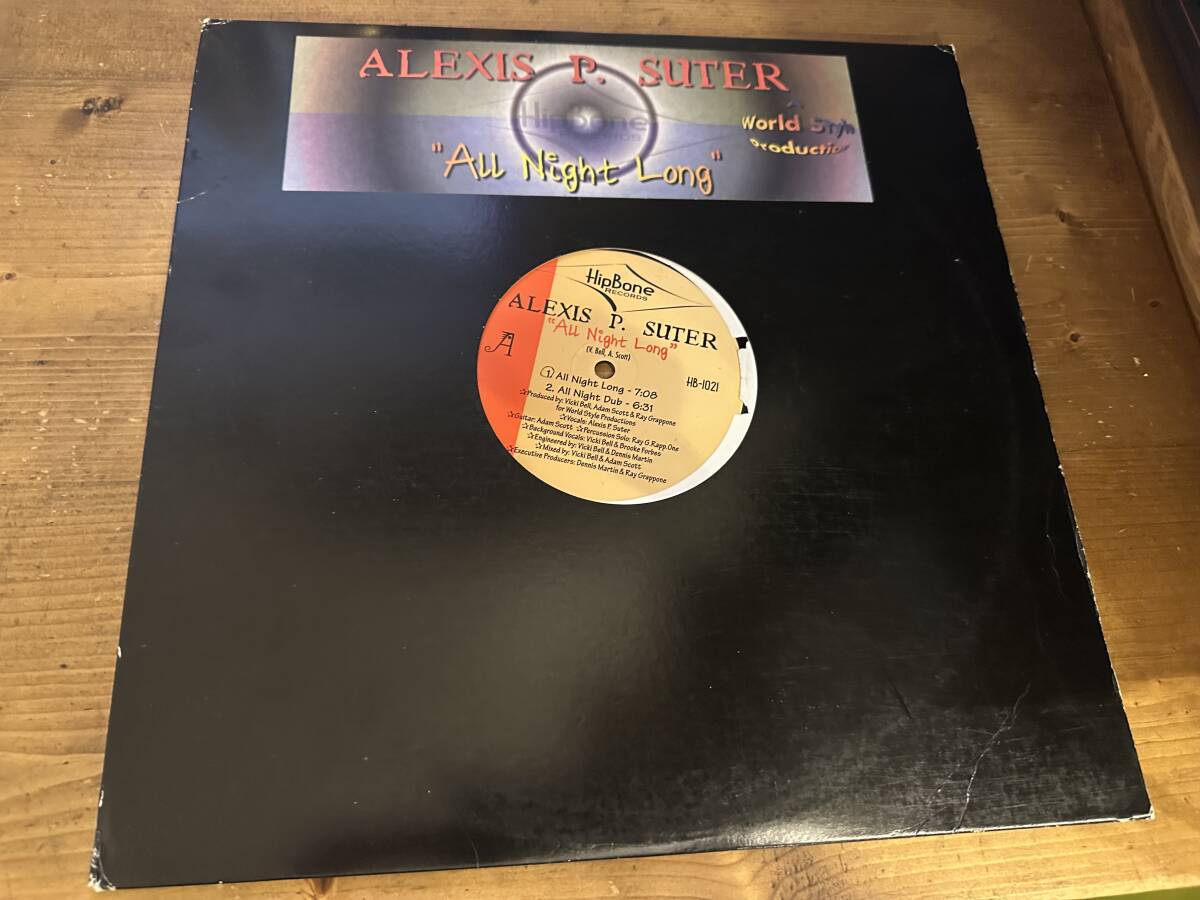 ALEXIS P. SUTER
HipBone
RECORDS
A
World Style
Production
"All Night Long"
HipBone
RECORDS
ALEXIS P. SUTER
"All Night Long"
(V. Bell, A. Scott)
A
HB-1021
1 All Night Long - 7:08
2. All Night Dub - 6:31
☆Produced by: Vicki Bell, Adam Scott & Ray Grappone
for World Style Productions
☆Vocals: Alexis P. Suter
☆Guitar: Adam Scott ☆Percussion Solo: Ray G.Rapp.One
☆Background Vocals: Vicki Bell & Brooke Forbes
☆Engineered by: Vicki Bell & Dennis Martin
☆Mixed by: Vicki Bell & Adam Scott
☆Executive Producers: Dennis Martin & Ray Grappone